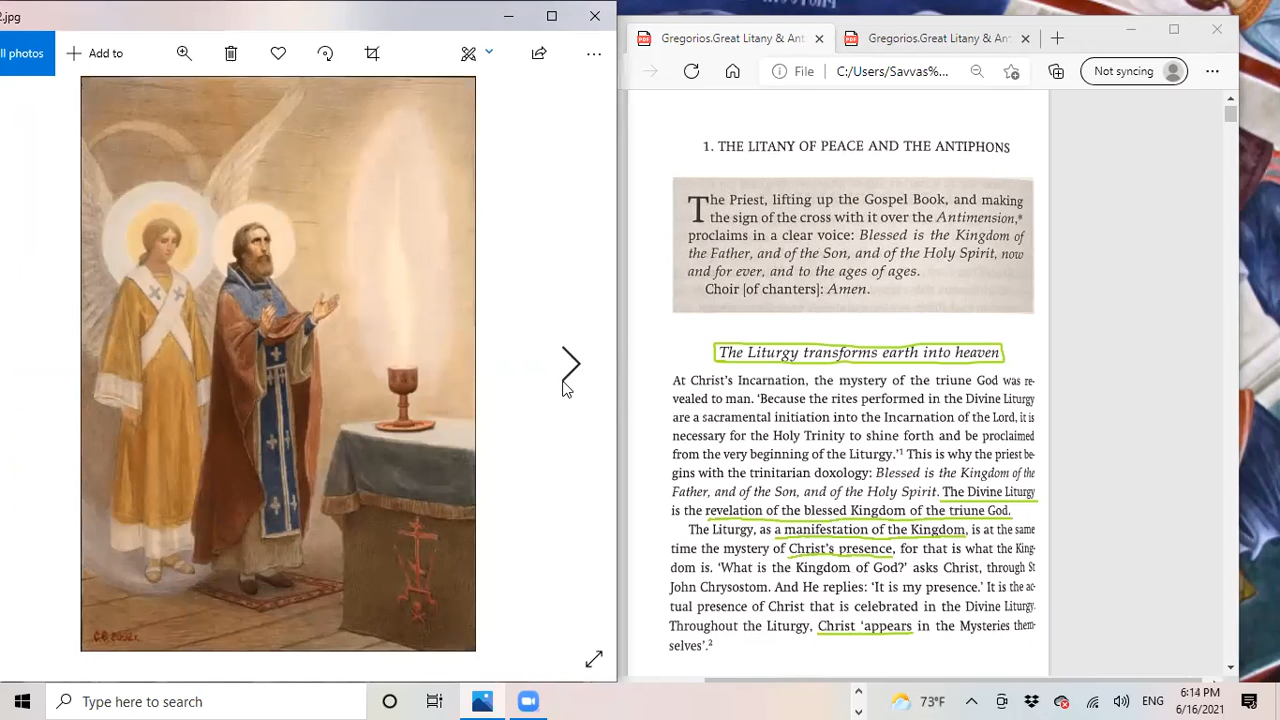 2.jpg
ll photos
Add to
Gregorios.Great Litany & Ant
Gregorios.Great Litany & Ant
File
C:/Users/Savvas%...
Not syncing
1. THE LITANY OF PEACE AND THE ANTIPHONS
The Priest, lifting up the Gospel Book, and making
the sign of the cross with it over the Antimension,*
proclaims in a clear voice: Blessed is the Kingdom of
the Father, and of the Son, and of the Holy Spirit, now
and for ever, and to the ages of ages.
Choir [of chanters]: Amen.
The Liturgy transforms earth into heaven
At Christ's Incarnation, the mystery of the triune God was re-
vealed to man. 'Because the rites performed in the Divine Liturgy
are a sacramental initiation into the Incarnation of the Lord, it is
necessary for the Holy Trinity to shine forth and be proclaimed
from the very beginning of the Liturgy.'1 This is why the priest be-
gins with the trinitarian doxology: Blessed is the Kingdom of the
Father, and of the Son, and of the Holy Spirit. The Divine Liturgy
is the revelation of the blessed Kingdom of the triune God.
The Liturgy, as a manifestation of the Kingdom, is at the same
time the mystery of Christ's presence, for that is what the King-
dom is. 'What is the Kingdom of God?' asks Christ, through St
John Chrysostom. And He replies: 'It is my presence.' It is the ac-
tual presence of Christ that is celebrated in the Divine Liturgy.
Throughout the Liturgy, Christ 'appears in the Mysteries them-
selves'.2
Type here to search
73°F
ENG
6:14 PM
6/16/2021